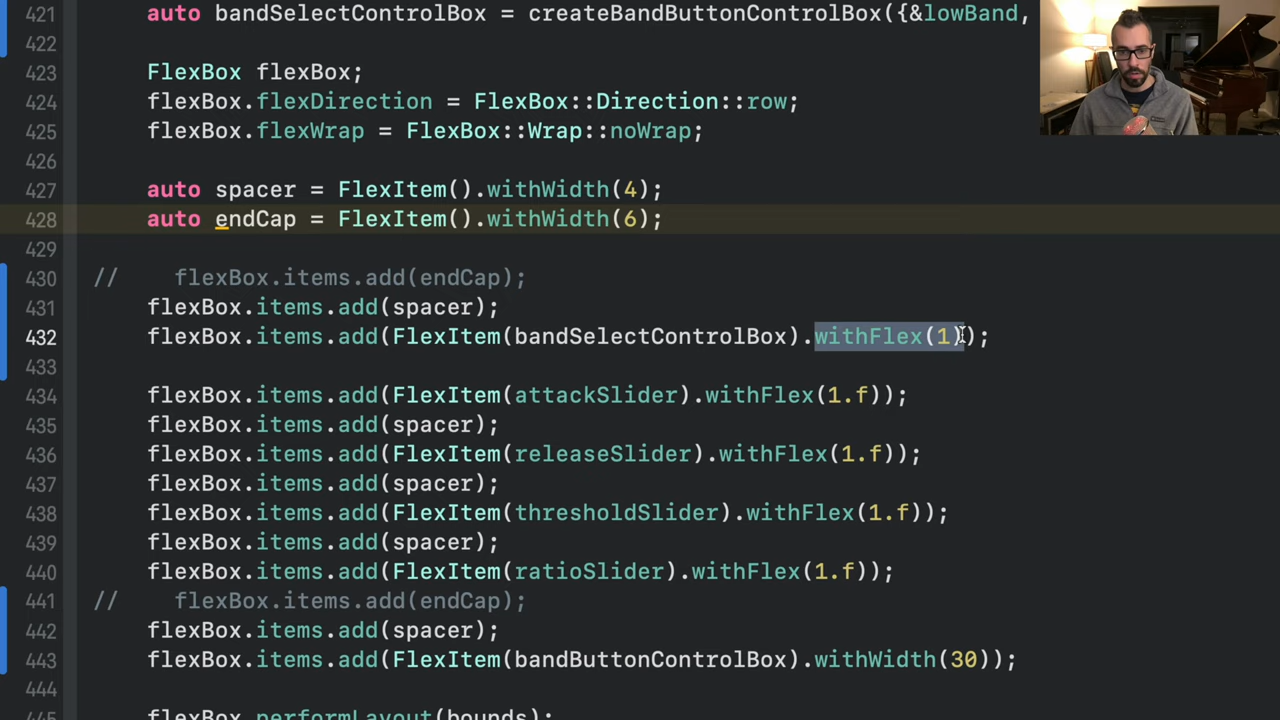 421 auto bandSelectControlBox = createBandButtonControlBox({&lowBand,
422
423 FlexBox flexBox;
424 flexBox.flexDirection = FlexBox::Direction::row;
425 flexBox.flexWrap = FlexBox::Wrap::noWrap;
426
427 auto spacer = FlexItem().withWidth(4);
428 auto endCap = FlexItem().withWidth(6);
429
430 // flexBox.items.add(endCap);
431 flexBox.items.add(spacer);
432 flexBox.items.add(FlexItem(bandSelectControlBox).withFlex(1));
433
434 flexBox.items.add(FlexItem(attackSlider).withFlex(1.f));
435 flexBox.items.add(spacer);
436 flexBox.items.add(FlexItem(releaseSlider).withFlex(1.f));
437 flexBox.items.add(spacer);
438 flexBox.items.add(FlexItem(thresholdSlider).withFlex(1.f));
439 flexBox.items.add(spacer);
440 flexBox.items.add(FlexItem(ratioSlider).withFlex(1.f));
441 // flexBox.items.add(endCap);
442 flexBox.items.add(spacer);
443 flexBox.items.add(FlexItem(bandButtonControlBox).withWidth(30));
444
445 flexBox.performLayout(bounds);